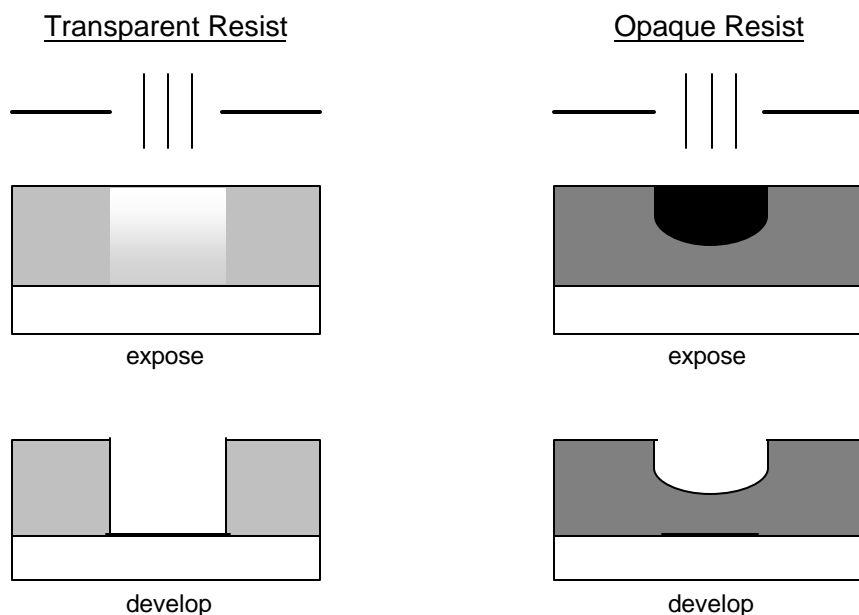 Transparent Resist
Opaque Resist
expose
expose
develop
develop